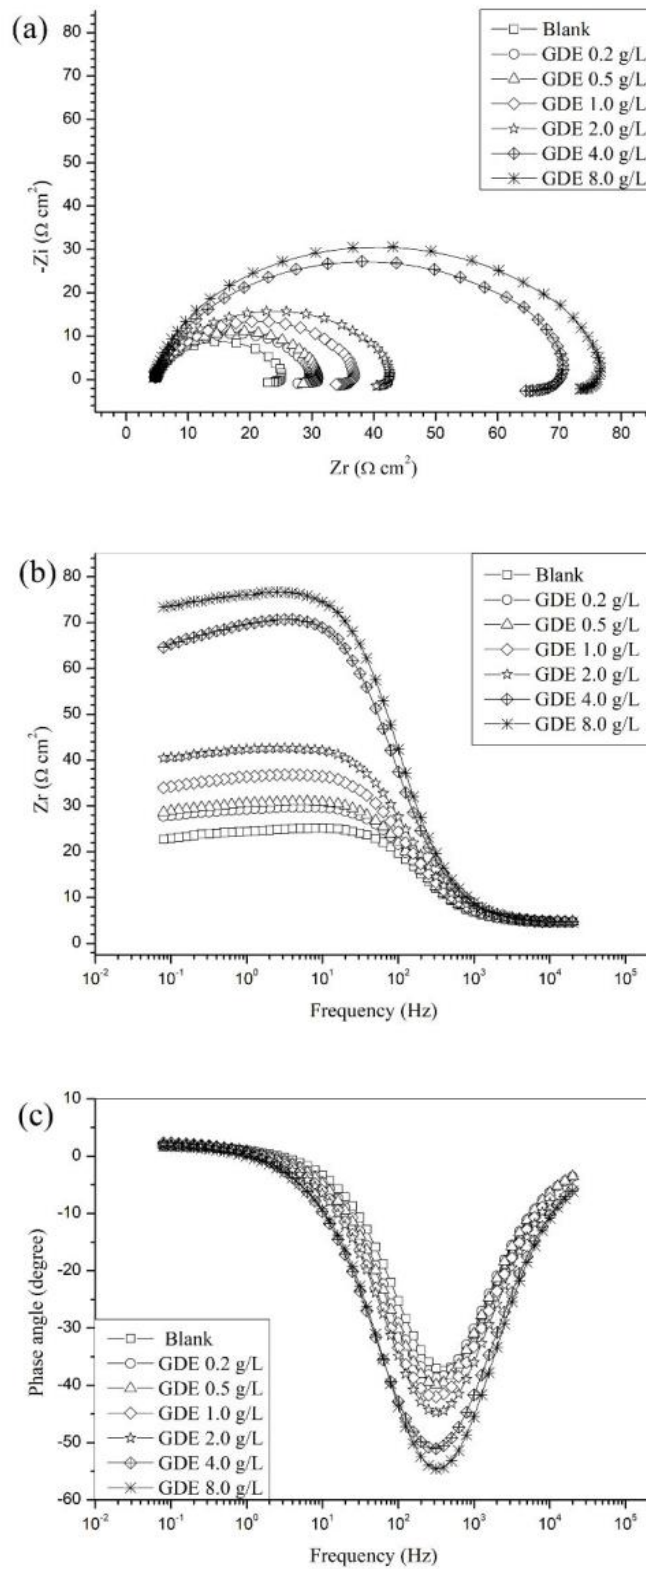 (a)
80
70
60
50
40
30
20
10
0
-Zi (Ω cm²)
Blank
GDE 0.2 g/L
GDE 0.5 g/L
GDE 1.0 g/L
GDE 2.0 g/L
GDE 4.0 g/L
GDE 8.0 g/L
0 10 20 30 40 50 60 70 80
Zr (Ω cm²)
(b)
80
70
60
50
40
30
20
10
0
Zr (Ω cm²)
Blank
GDE 0.2 g/L
GDE 0.5 g/L
GDE 1.0 g/L
GDE 2.0 g/L
GDE 4.0 g/L
GDE 8.0 g/L
10⁻² 10⁻¹ 10⁰ 10¹ 10² 10³ 10⁴ 10⁵
Frequency (Hz)
(c)
10
0
-10
-20
-30
-40
-50
-60
Phase angle (degree)
Blank
GDE 0.2 g/L
GDE 0.5 g/L
GDE 1.0 g/L
GDE 2.0 g/L
GDE 4.0 g/L
GDE 8.0 g/L
10⁻² 10⁻¹ 10⁰ 10¹ 10² 10³ 10⁴ 10⁵
Frequency (Hz)